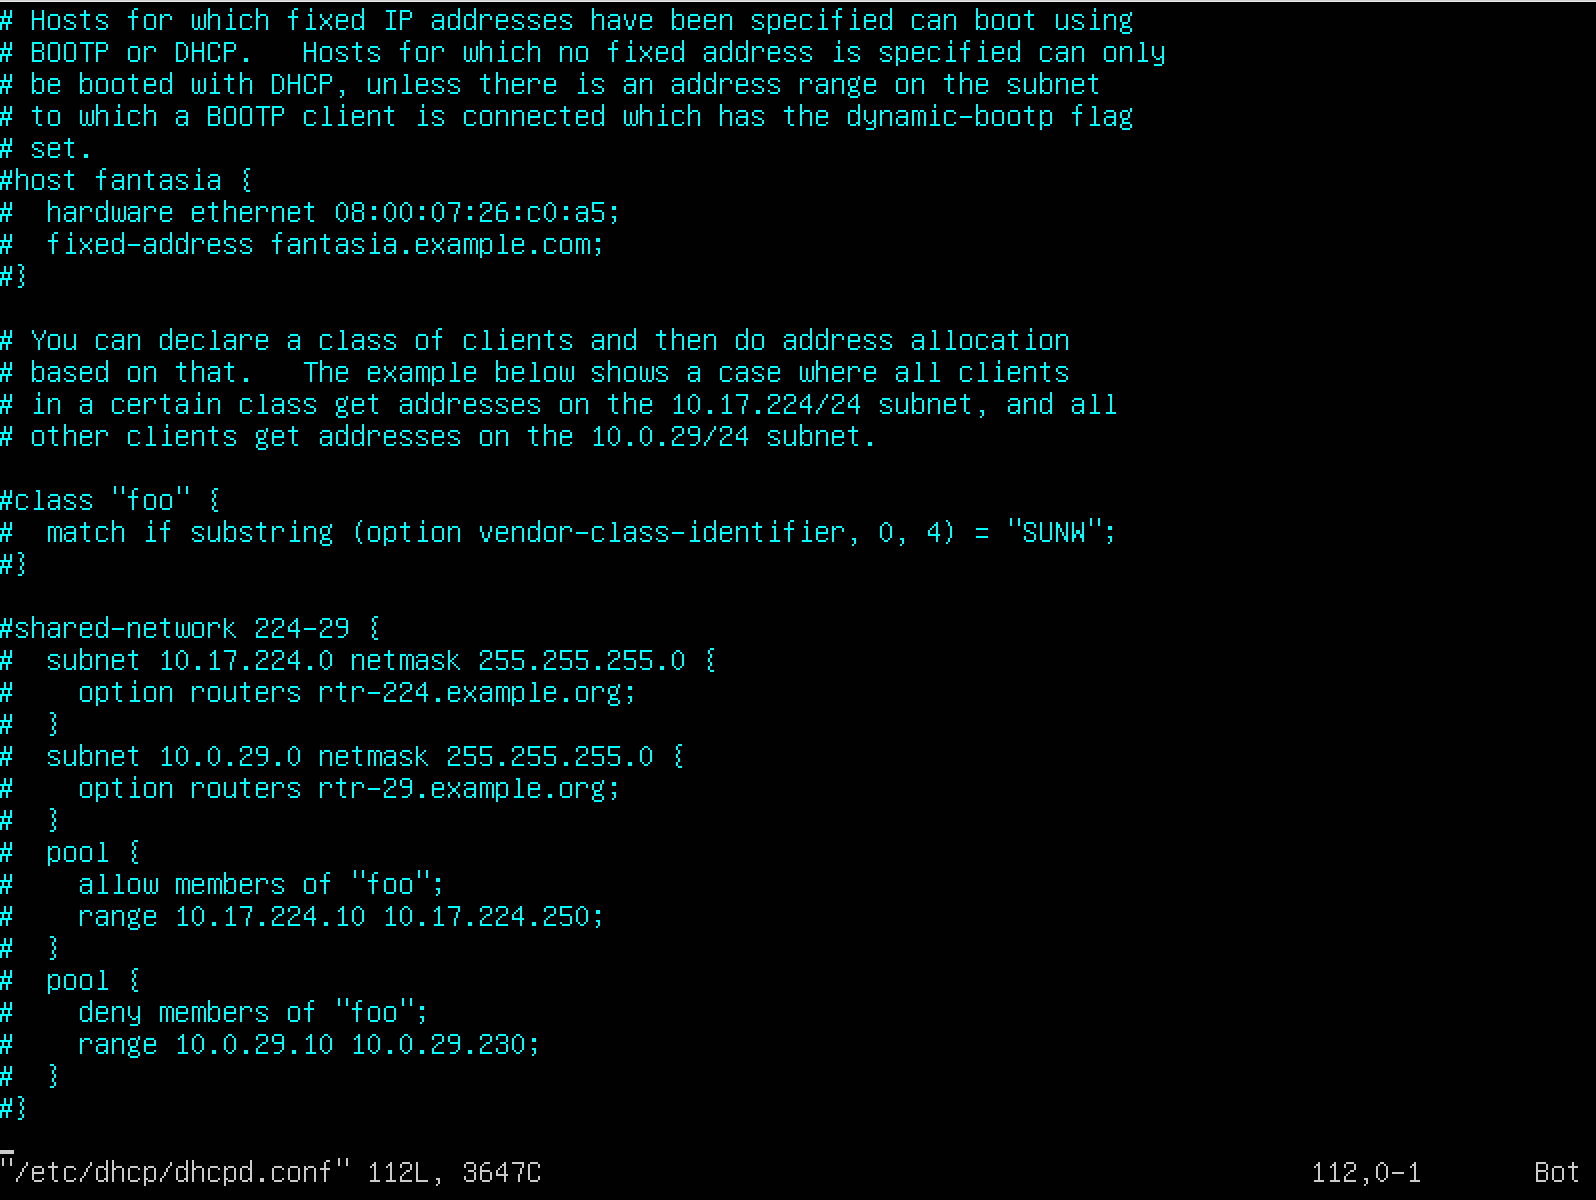 # Hosts for which fixed IP addresses have been specified can boot using
# BOOTP or DHCP.   Hosts for which no fixed address is specified can only
# be booted with DHCP, unless there is an address range on the subnet
# to which a BOOTP client is connected which has the dynamic-bootp flag
# set.
#host fantasia {
#  hardware ethernet 08:00:07:26:c0:a5;
#  fixed-address fantasia.example.com;
#}

# You can declare a class of clients and then do address allocation
# based on that.   The example below shows a case where all clients
# in a certain class get addresses on the 10.17.224/24 subnet, and all
# other clients get addresses on the 10.0.29/24 subnet.

#class "foo" {
#  match if substring (option vendor-class-identifier, 0, 4) = "SUNW";
#}

#shared-network 224-29 {
#  subnet 10.17.224.0 netmask 255.255.255.0 {
#    option routers rtr-224.example.org;
#  }
#  subnet 10.0.29.0 netmask 255.255.255.0 {
#    option routers rtr-29.example.org;
#  }
#  pool {
#    allow members of "foo";
#    range 10.17.224.10 10.17.224.250;
#  }
#  pool {
#    deny members of "foo";
#    range 10.0.29.10 10.0.29.230;
#  }
#}

"/etc/dhcp/dhcpd.conf" 112L, 3647C 112,0-1 Bot